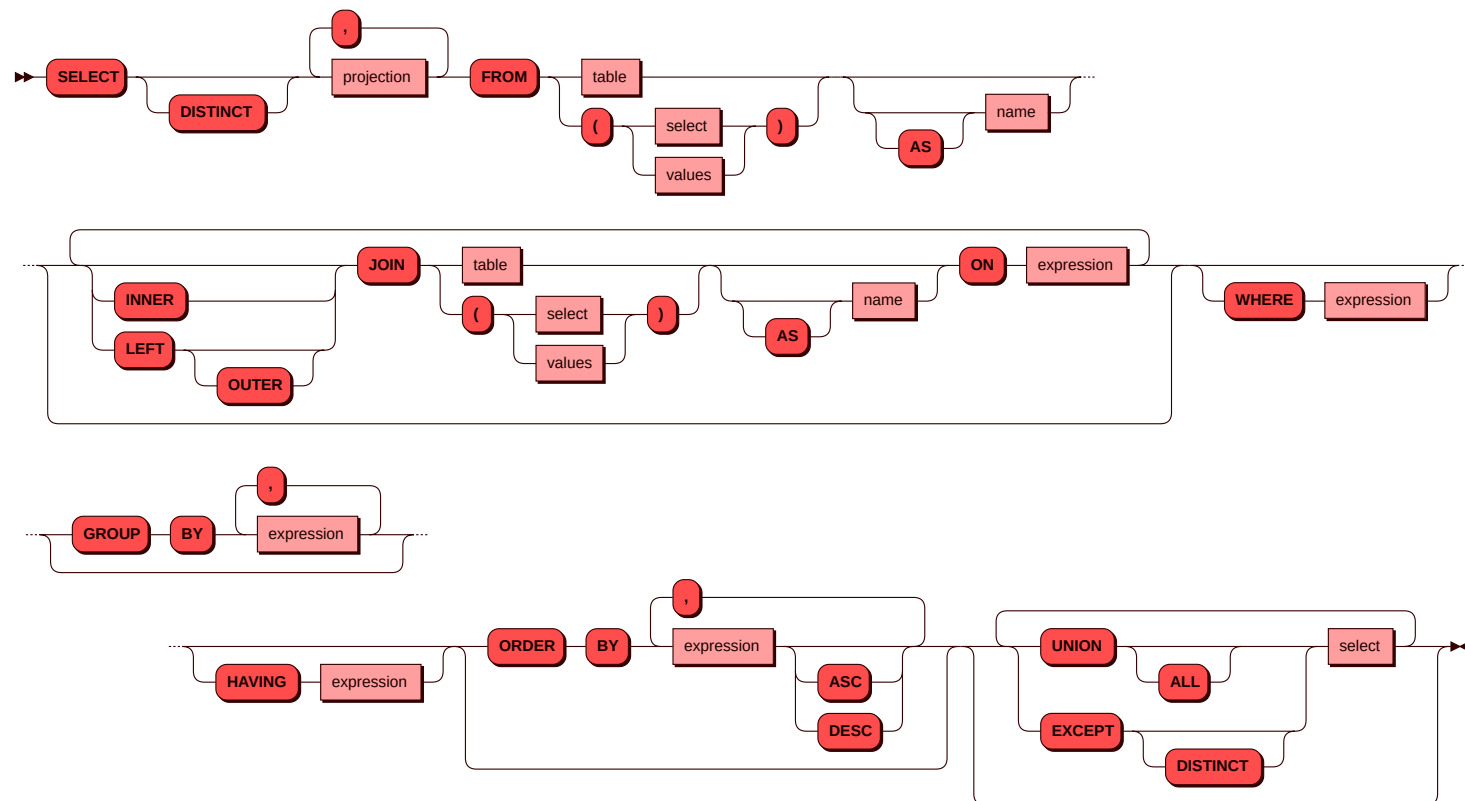 ,
SELECT projection FROM table
DISTINCT ( select ) name
AS
values
JOIN table ON expression
INNER ( select ) name WHERE expression
AS
LEFT values
OUTER
,
GROUP BY expression
,
ORDER BY expression UNION select
HAVING expression ASC ALL
DESC EXCEPT
DISTINCT